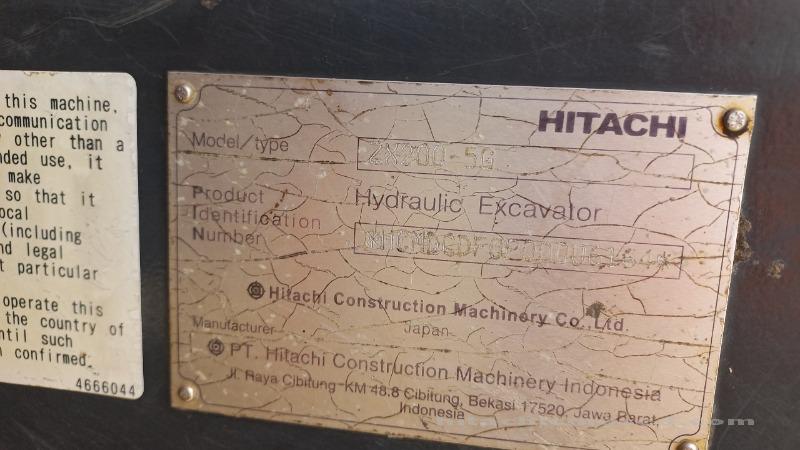 this machine,
communication
other than a
nded use, it
make
so that it
ocal
(including
nd legal
t particular
operate this
the country of
ntil such
confirmed.
4666044
HITACHI
Model/type
ZX200-5G
Product
Identification
Number
Hydraulic Excavator
Hitachi Construction Machinery Co., Ltd.
Japan
Manufacturer
PT. Hitachi Construction Machinery Indonesia
Jl. Raya Cibitung KM 48.8 Cibitung, Bekasi 17520, Jawa Barat,
Indonesia